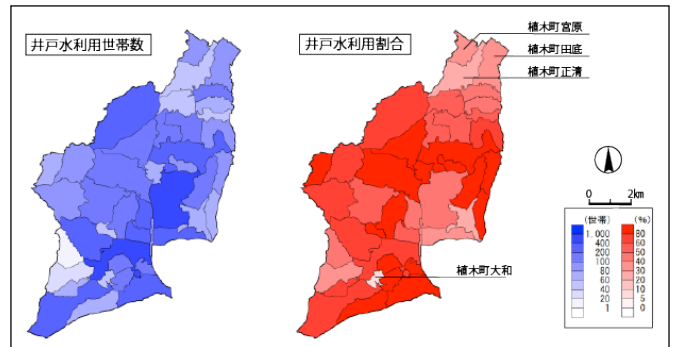 井戸水利用世帯数
井戸水利用割合
植木町宮原
植木町田底
植木町正清
植木町大和
0 2km
(世帯) (%)
1,000 80
400 60
200 50
100 40
80 30
60 20
40 10
20 5
1 0